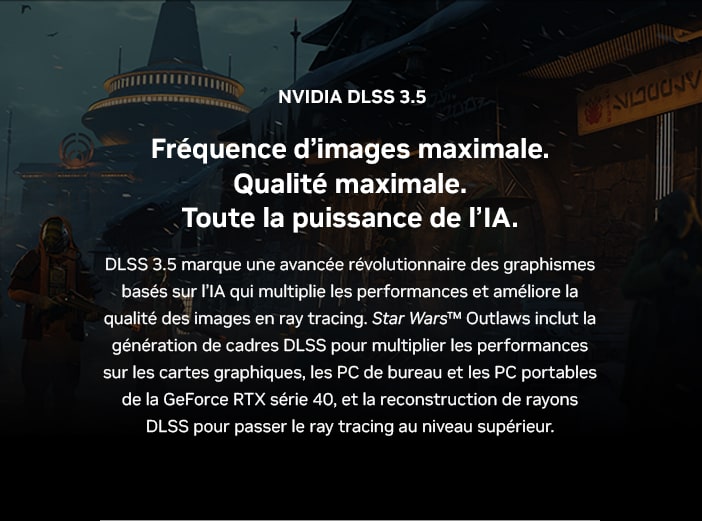 NVIDIA DLSS 3.5
Fréquence d’images maximale.
Qualité maximale.
Toute la puissance de l’IA.
DLSS 3.5 marque une avancée révolutionnaire des graphismes
basés sur l’IA qui multiplie les performances et améliore la
qualité des images en ray tracing. Star Wars™ Outlaws inclut la
génération de cadres DLSS pour multiplier les performances
sur les cartes graphiques, les PC de bureau et les PC portables
de la GeForce RTX série 40, et la reconstruction de rayons
DLSS pour passer le ray tracing au niveau supérieur.